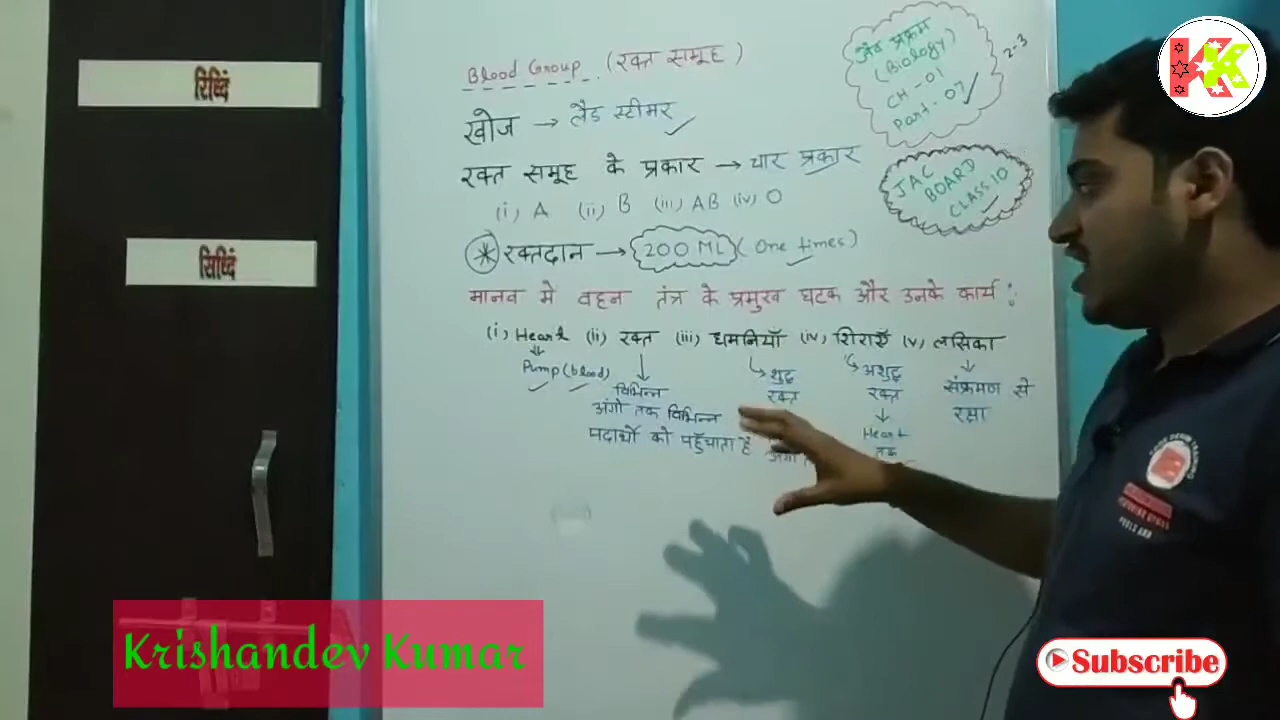 रिध्दिं
सिध्दिं
Blood Group (रक्त समूह)
खोज → लैंड स्टीमर
रक्त समूह के प्रकार → चार प्रकार
(i) A (ii) B (iii) AB (iv) O
रक्तदान → 200 ML (One times)
मानव मे वहन तंत्र के प्रमुख घटक और उनके कार्य :
(i) Heart (ii) रक्त (iii) धमनियाँ (iv) शिराएँ (v) लसिका
Pump (blood)
विभिन्न
अंगो तक विभिन्न
पदार्थो को पहुँचाता है
शुद्ध
रक्त
अशुद्ध
रक्त
Heart
तक
संक्रमण से
रक्षा
जैव प्रक्रम
(Biology)
CH-01
Part-07
2-3
JAC
BOARD
CLASS 10
KK
Krishandev Kumar
Subscribe